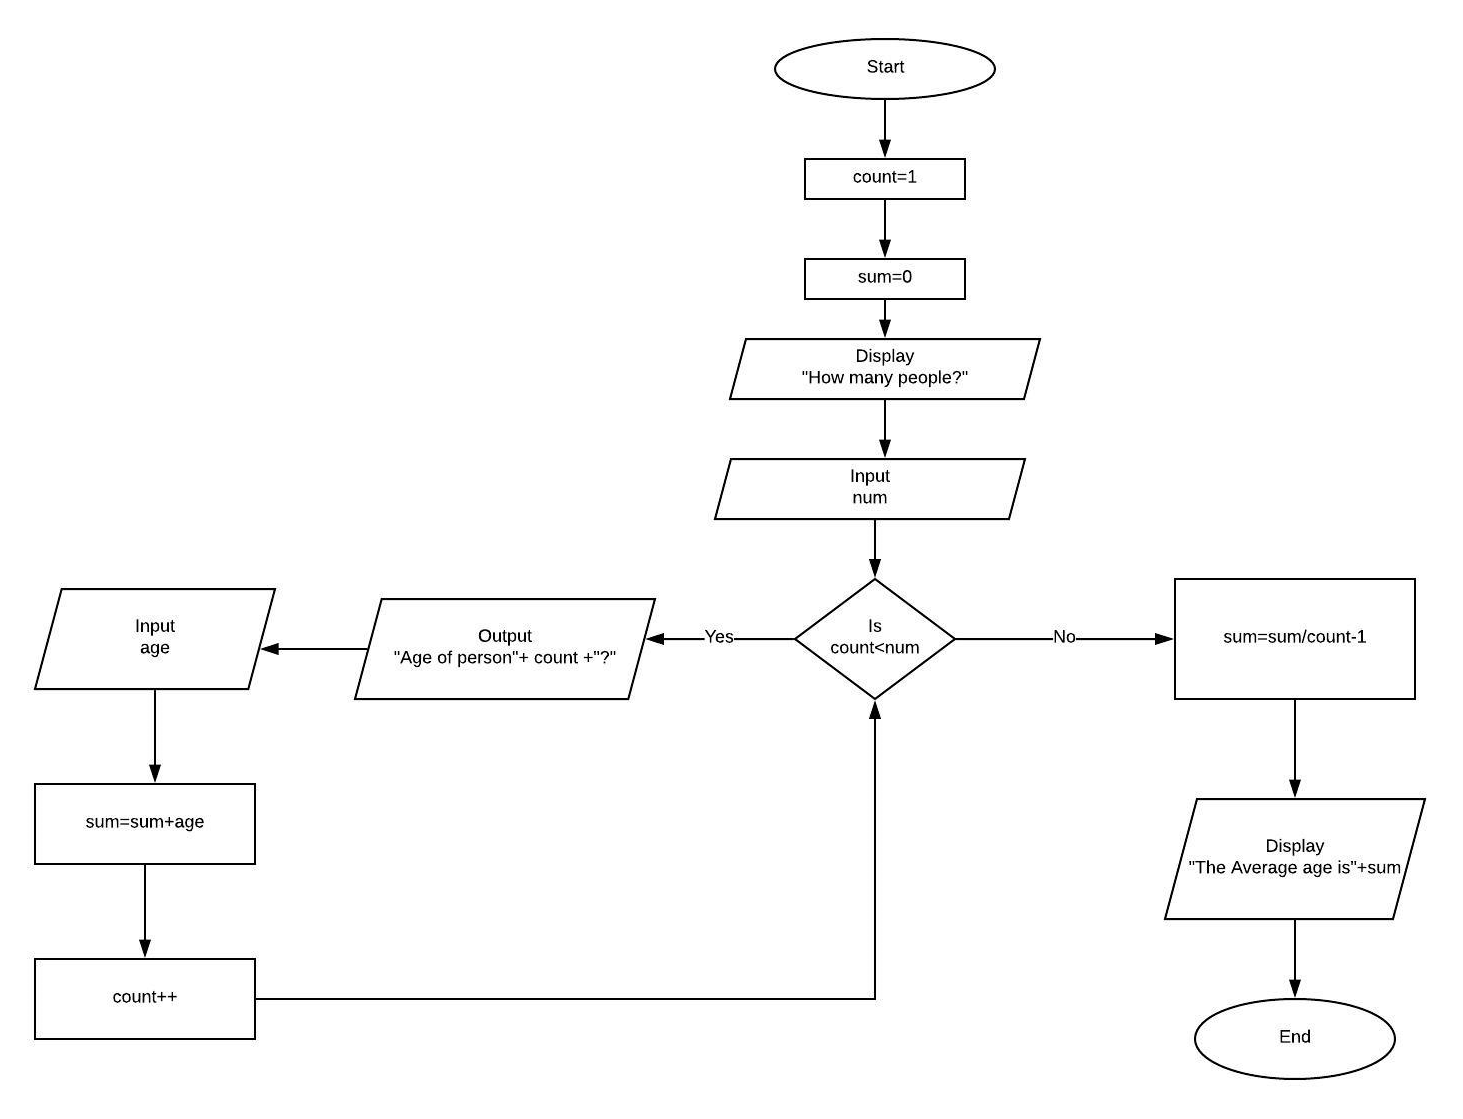 Start
count=1
sum=0
Display
"How many people?"
Input
num
Is
count<num
Yes
No
Output
"Age of person"+ count +"?"
Input
age
sum=sum+age
count++
sum=sum/count-1
Display
"The Average age is"+sum
End